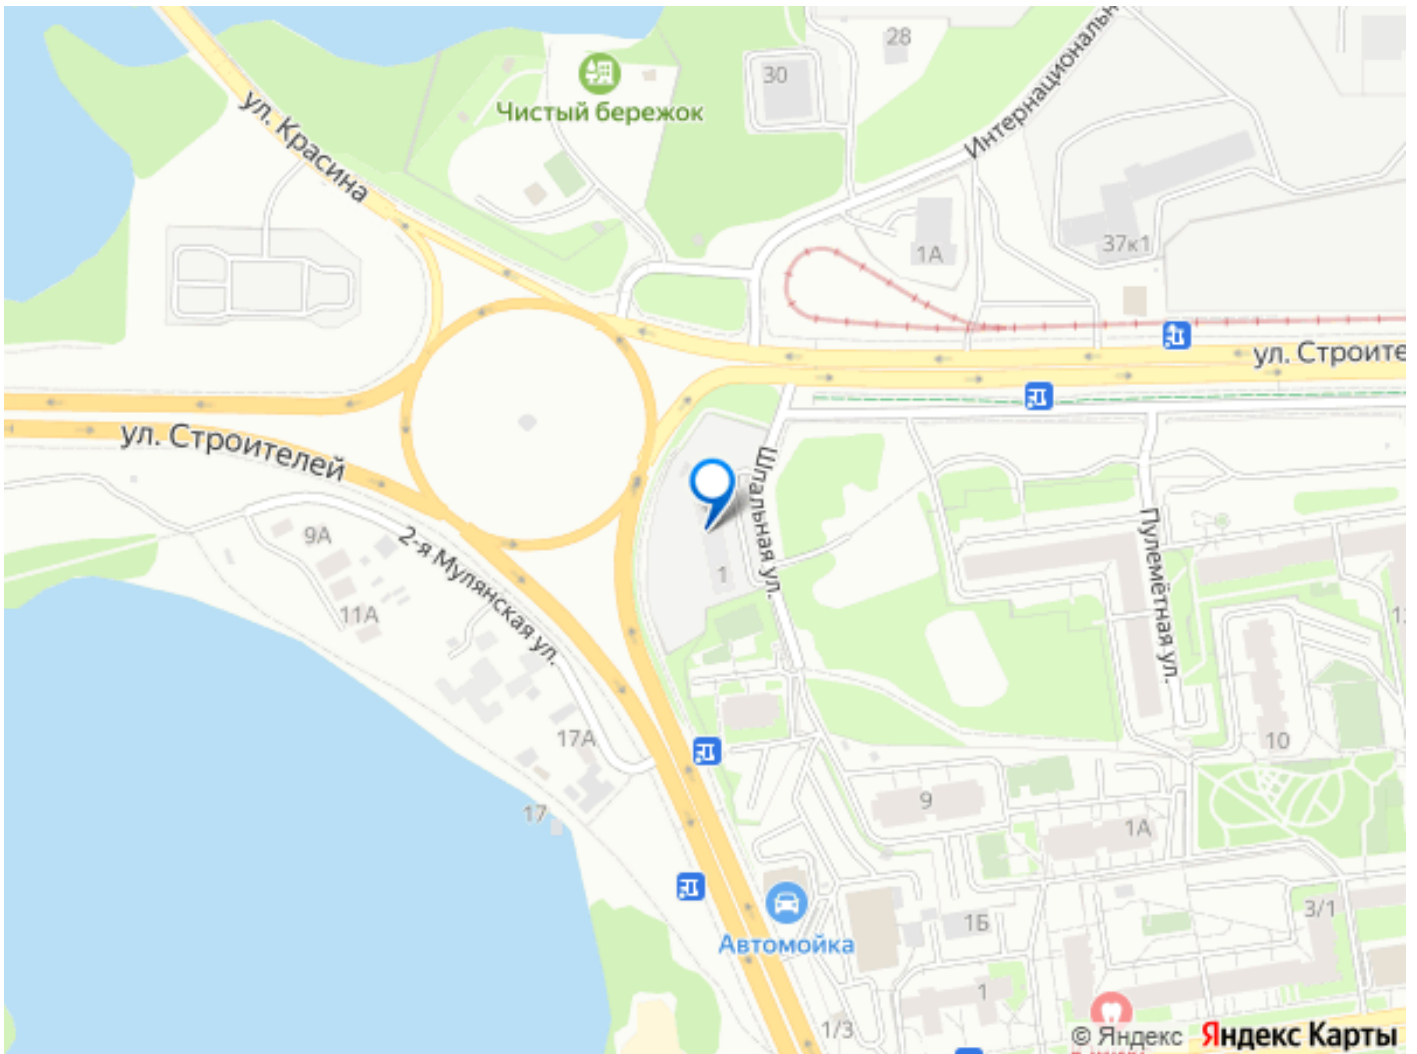 28
30
Чистый бережок
Интернациональн
ул. Красина
37к1
1А
ул. Строите
ул. Строителей
Шпальная ул.
Пулемётная ул.
9А
2-я Мулянская ул.
1
11А
17А
10
9
17
1А
3/1
1Б
Автомойка
1
1/3
© Яндекс Яндекс Карты